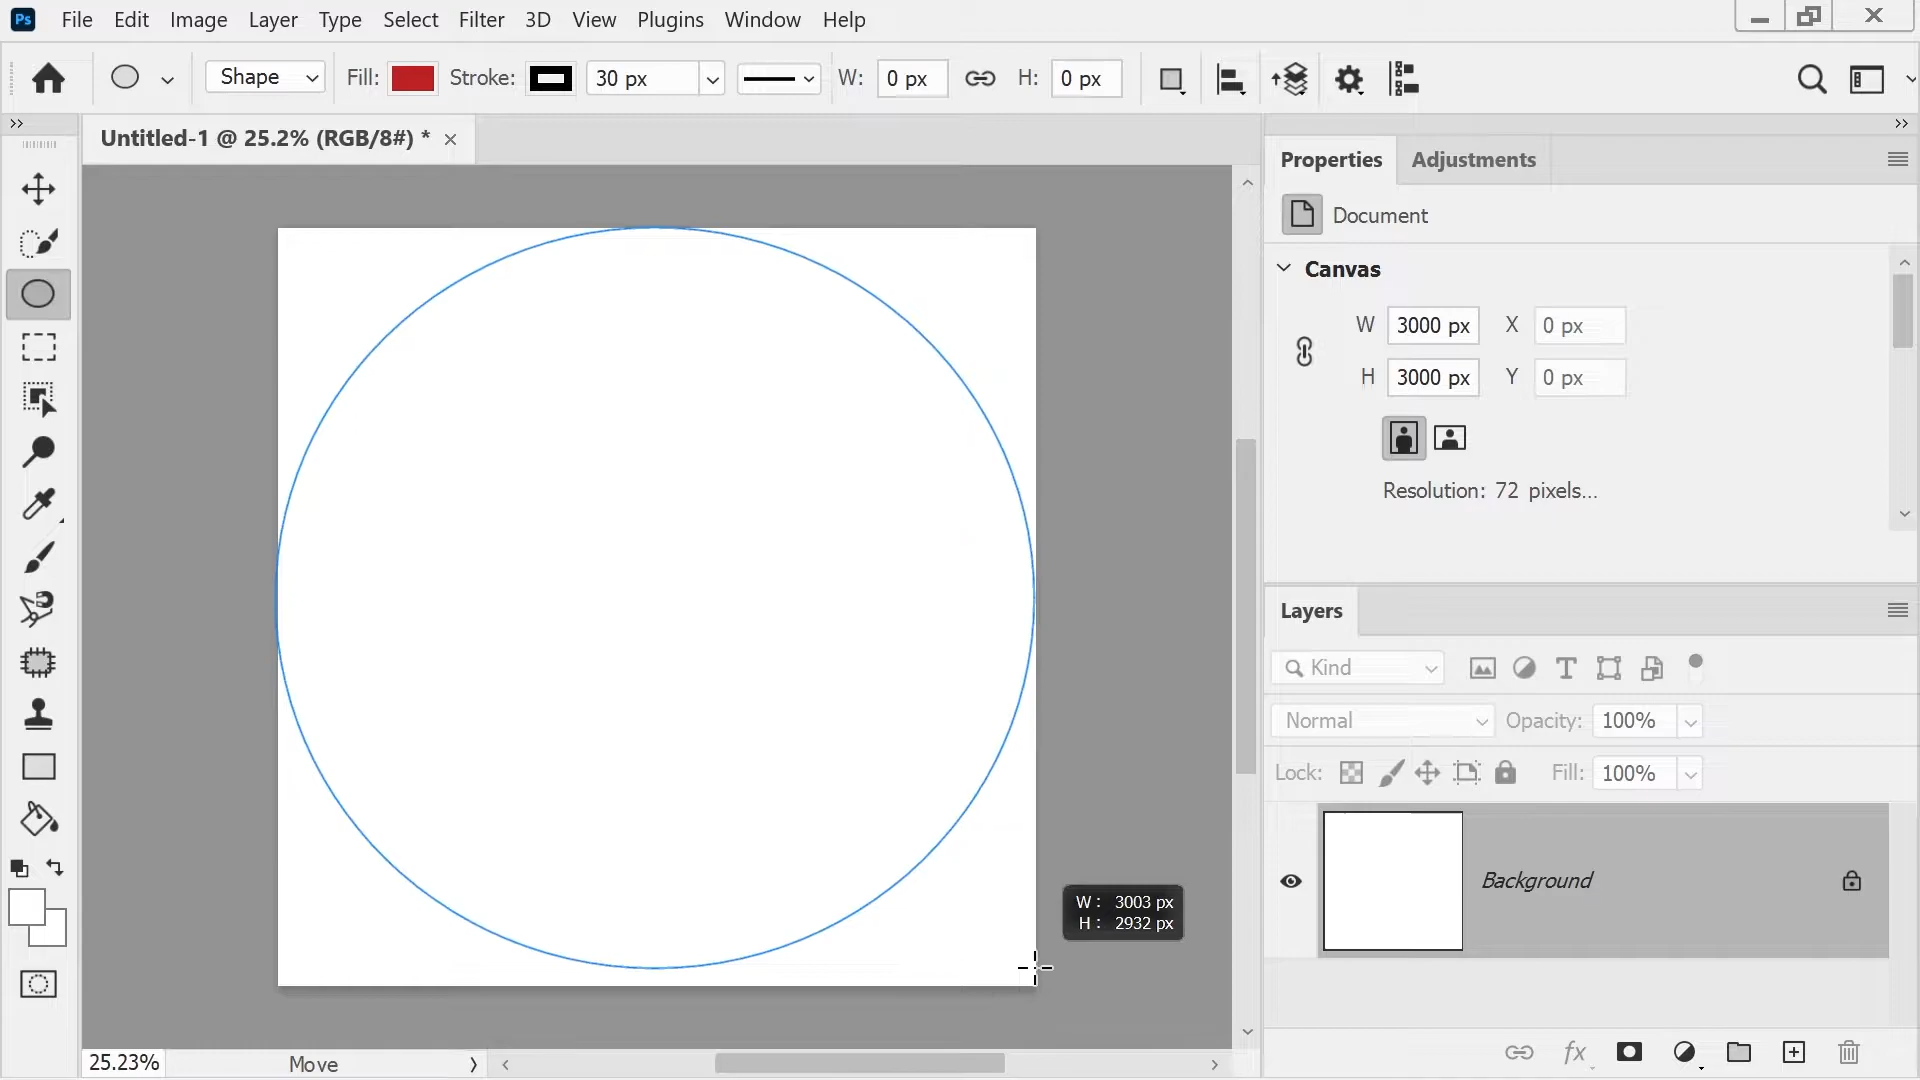 Ps File Edit Image Layer Type Select Filter 3D View Plugins Window Help
Shape Fill: Stroke: 30 px W: 0 px H: 0 px
Untitled-1 @ 25.2% (RGB/8#) *
Properties Adjustments
Document
Canvas
W 3000 px X 0 px
H 3000 px Y 0 px
Resolution: 72 pixels...
Layers
Kind
Normal Opacity: 100%
Lock: Fill: 100%
Background
W : 3003 px
H : 2932 px
25.23% Move
fx